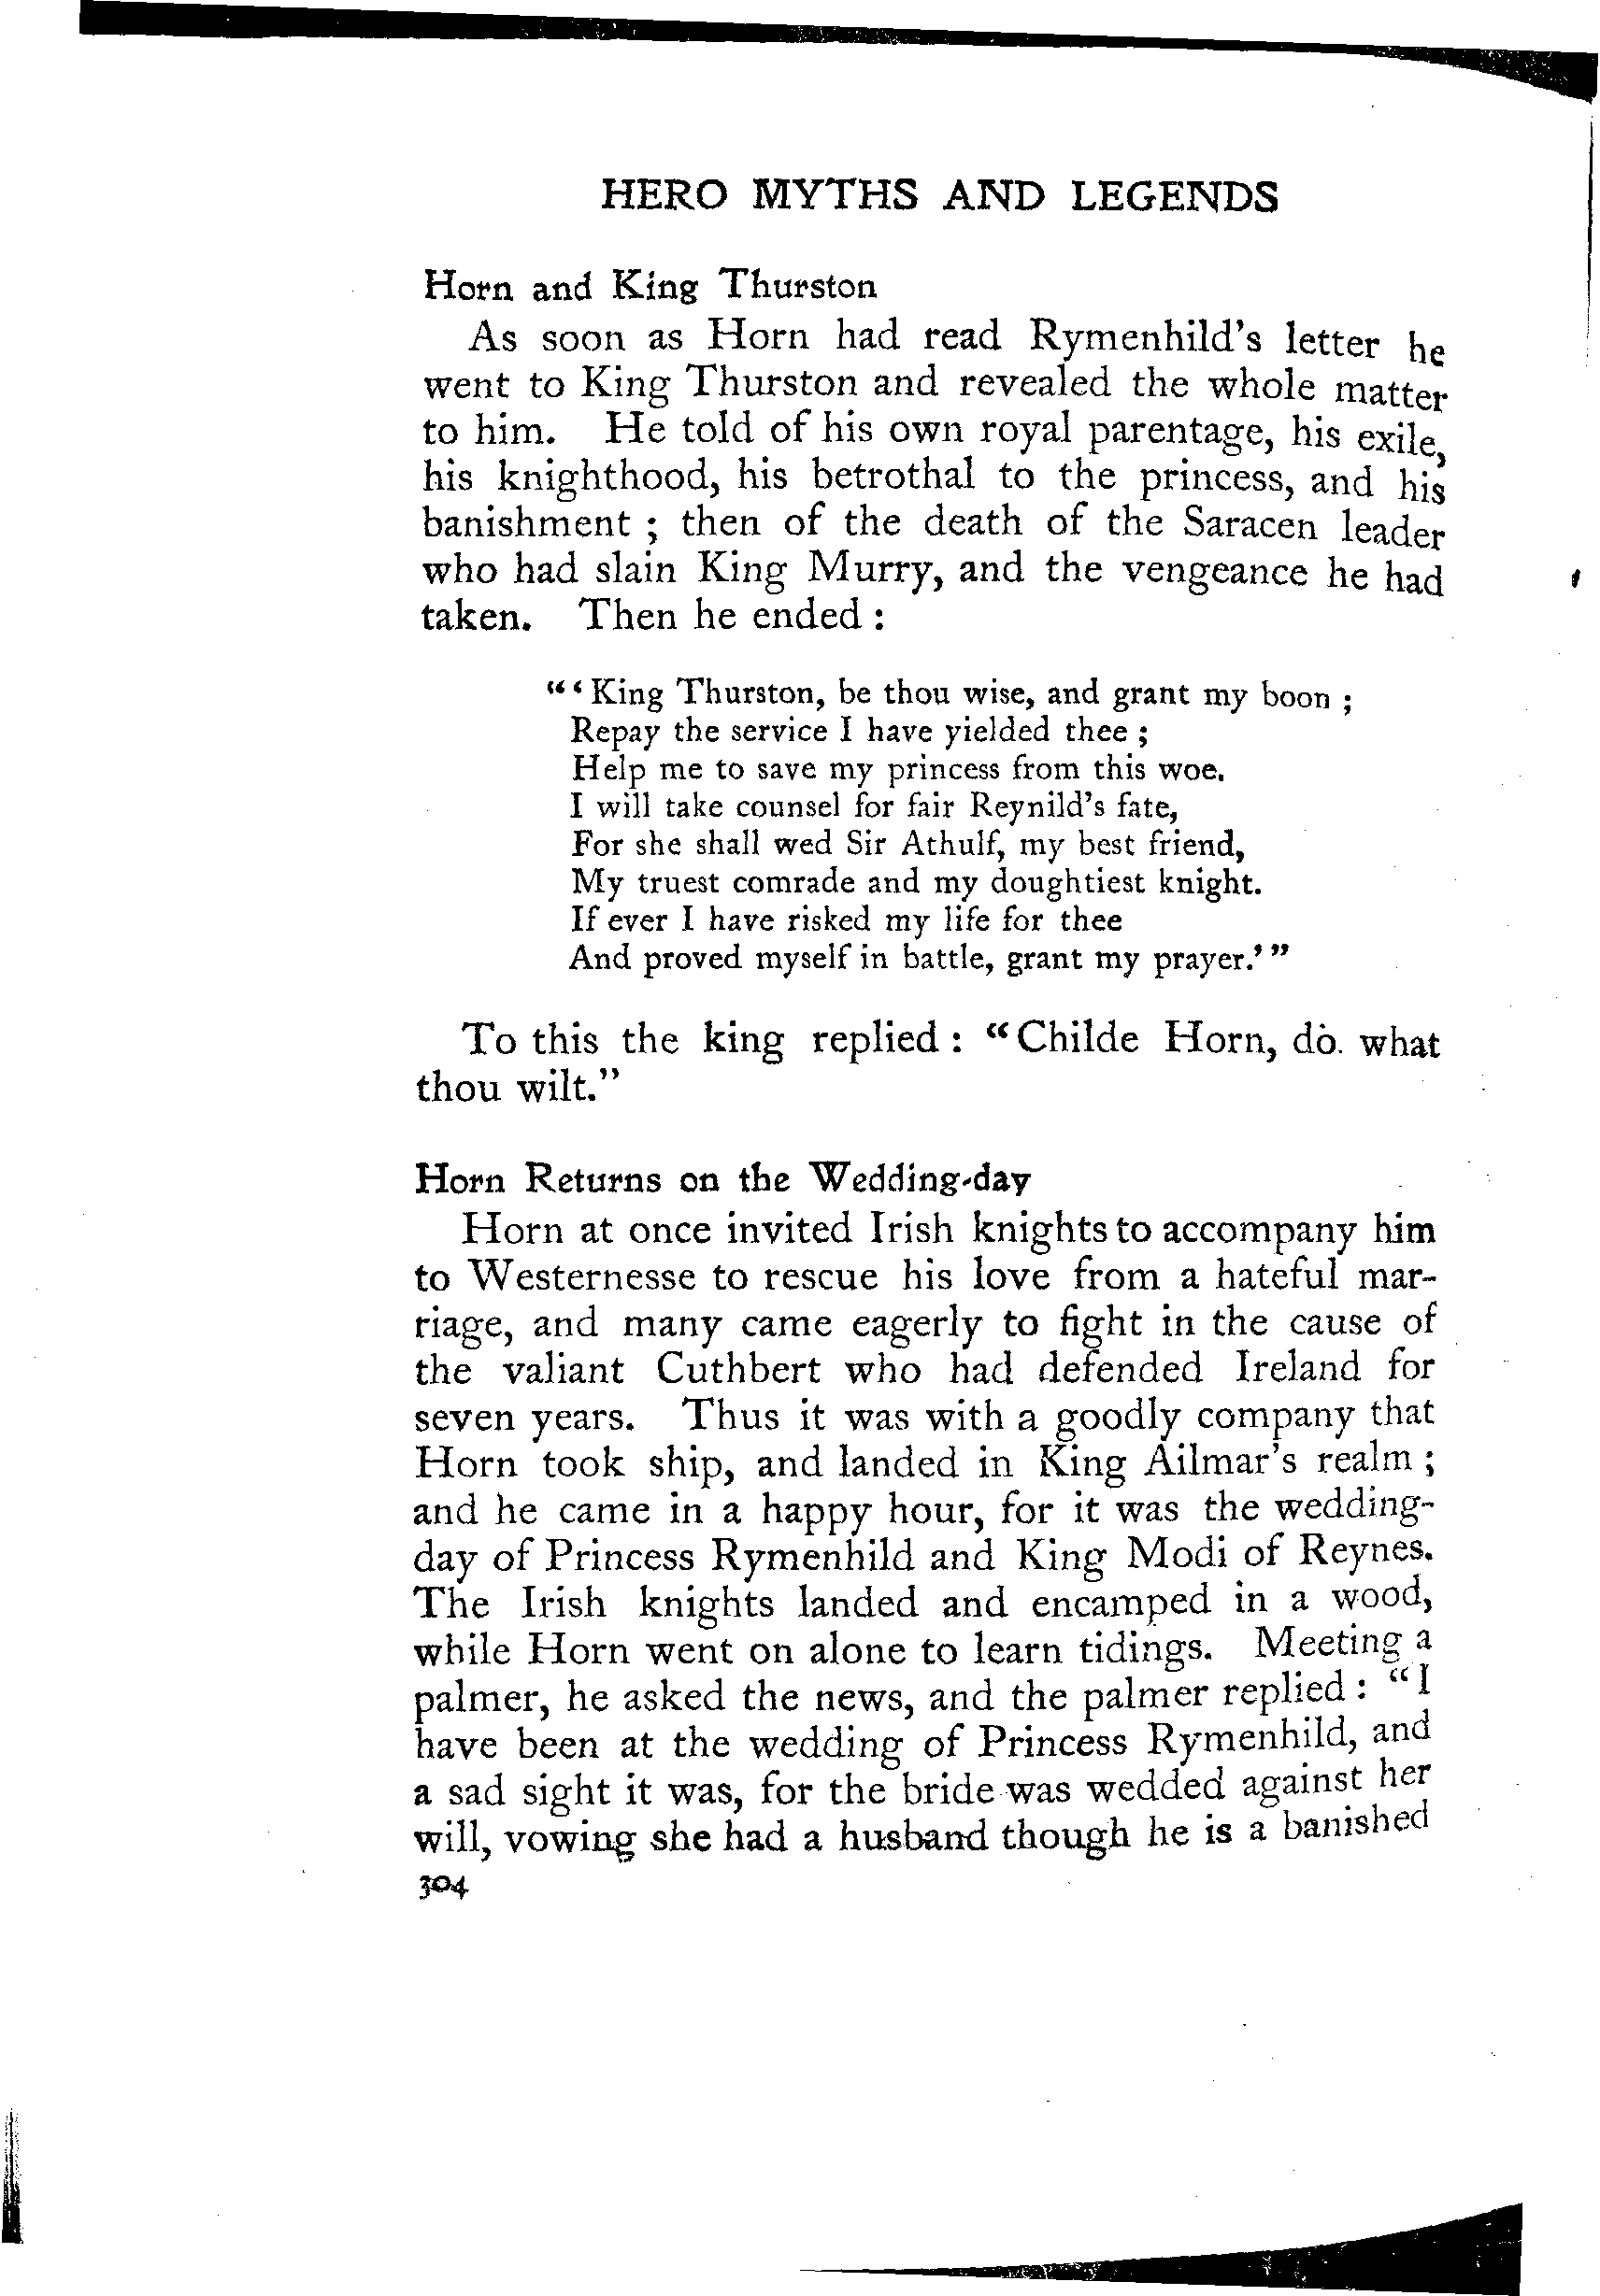 HERO MYTHS AND LEGENDS
Horn and King Thurston
As soon as Horn had read Rymenhild's letter he
went to King Thurston and revealed the whole matter
to him. He told of his own royal parentage, his exile,
his knighthood, his betrothal to the princess, and his
banishment ; then of the death of the Saracen leader
who had slain King Murry, and the vengeance he had
taken. Then he ended :
"'King Thurston, be thou wise, and grant my boon ;
Repay the service I have yielded thee ;
Help me to save my princess from this woe.
I will take counsel for fair Reynild's fate,
For she shall wed Sir Athulf, my best friend,
My truest comrade and my doughtiest knight.
If ever I have risked my life for thee
And proved myself in battle, grant my prayer.'"
To this the king replied : "Childe Horn, do what
thou wilt."
Horn Returns on the Wedding-day
Horn at once invited Irish knights to accompany him
to Westernesse to rescue his love from a hateful mar-
riage, and many came eagerly to fight in the cause of
the valiant Cuthbert who had defended Ireland for
seven years. Thus it was with a goodly company that
Horn took ship, and landed in King Ailmar's realm ;
and he came in a happy hour, for it was the wedding-
day of Princess Rymenhild and King Modi of Reynes.
The Irish knights landed and encamped in a wood,
while Horn went on alone to learn tidings. Meeting a
palmer, he asked the news, and the palmer replied : "I
have been at the wedding of Princess Rymenhild, and
a sad sight it was, for the bride was wedded against her
will, vowing she had a husband though he is a banished
304